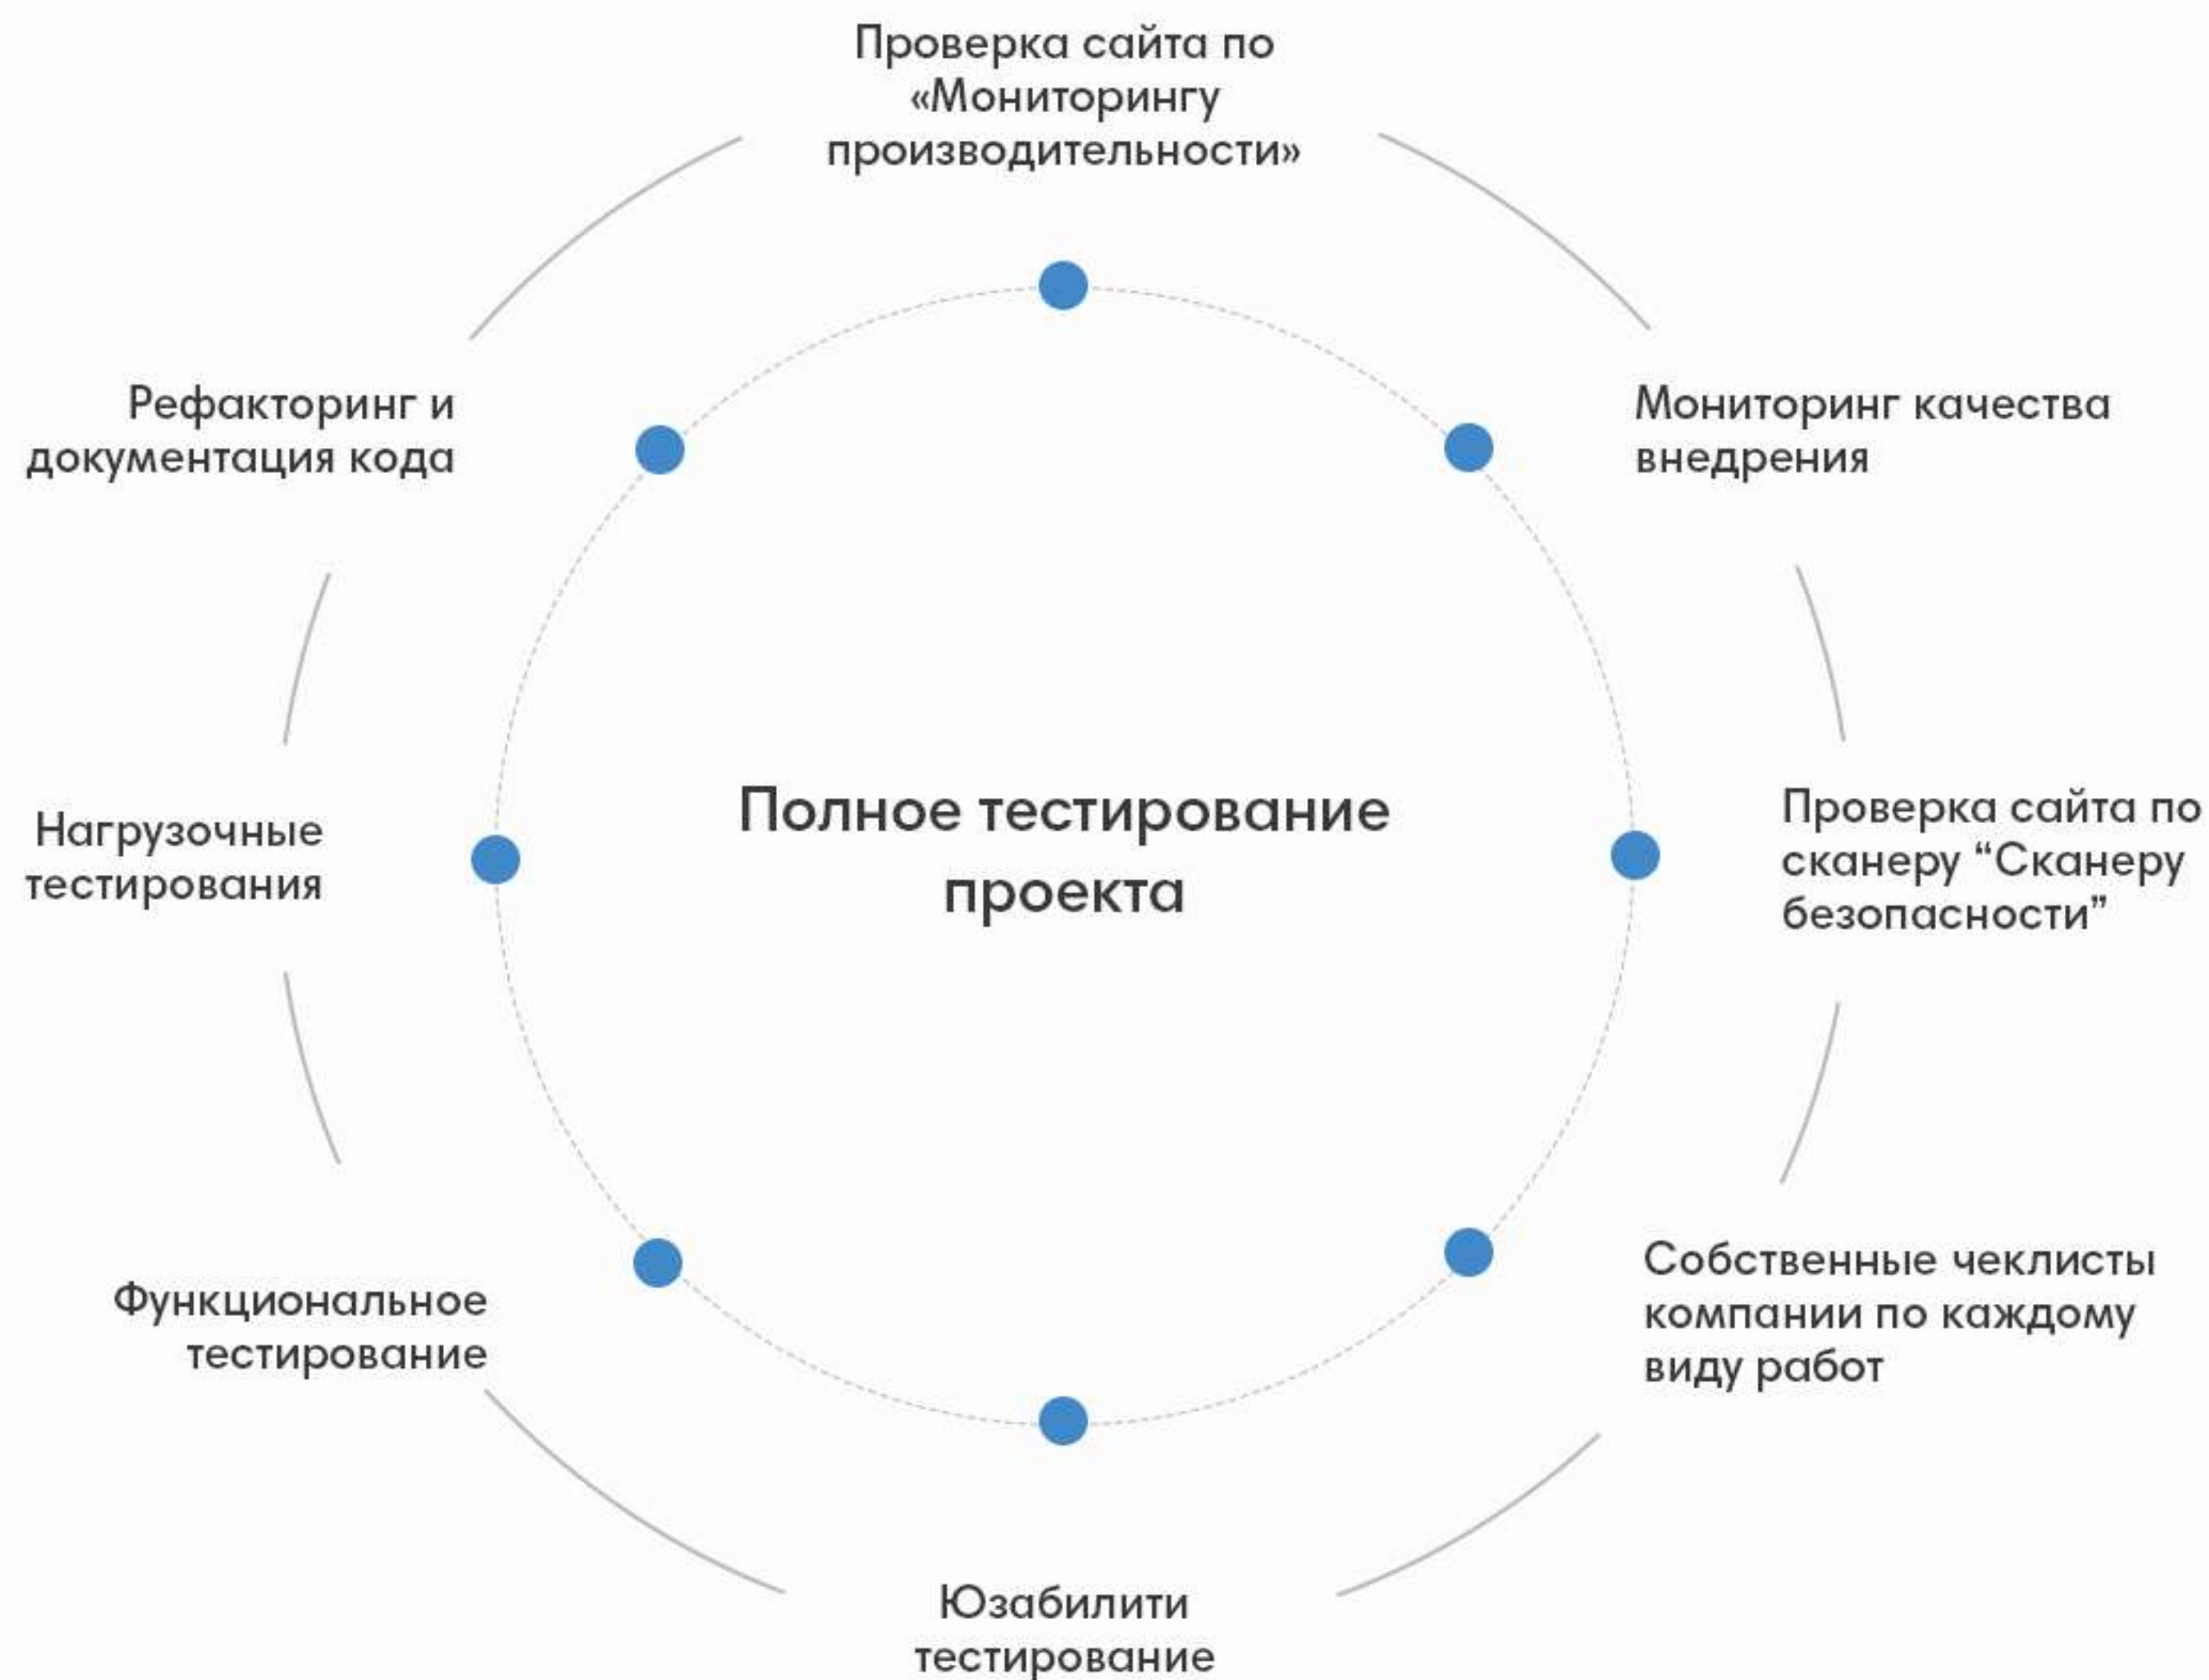 Проверка сайта по
«Мониторингу
производительности»
Рефакторинг и
документация кода
Мониторинг качества
внедрения
Нагрузочные
тестирования
Полное тестирование
проекта
Проверка сайта по
сканеру “Сканеру
безопасности”
Функциональное
тестирование
Собственные чеклисты
компании по каждому
виду работ
Юзабилити
тестирование